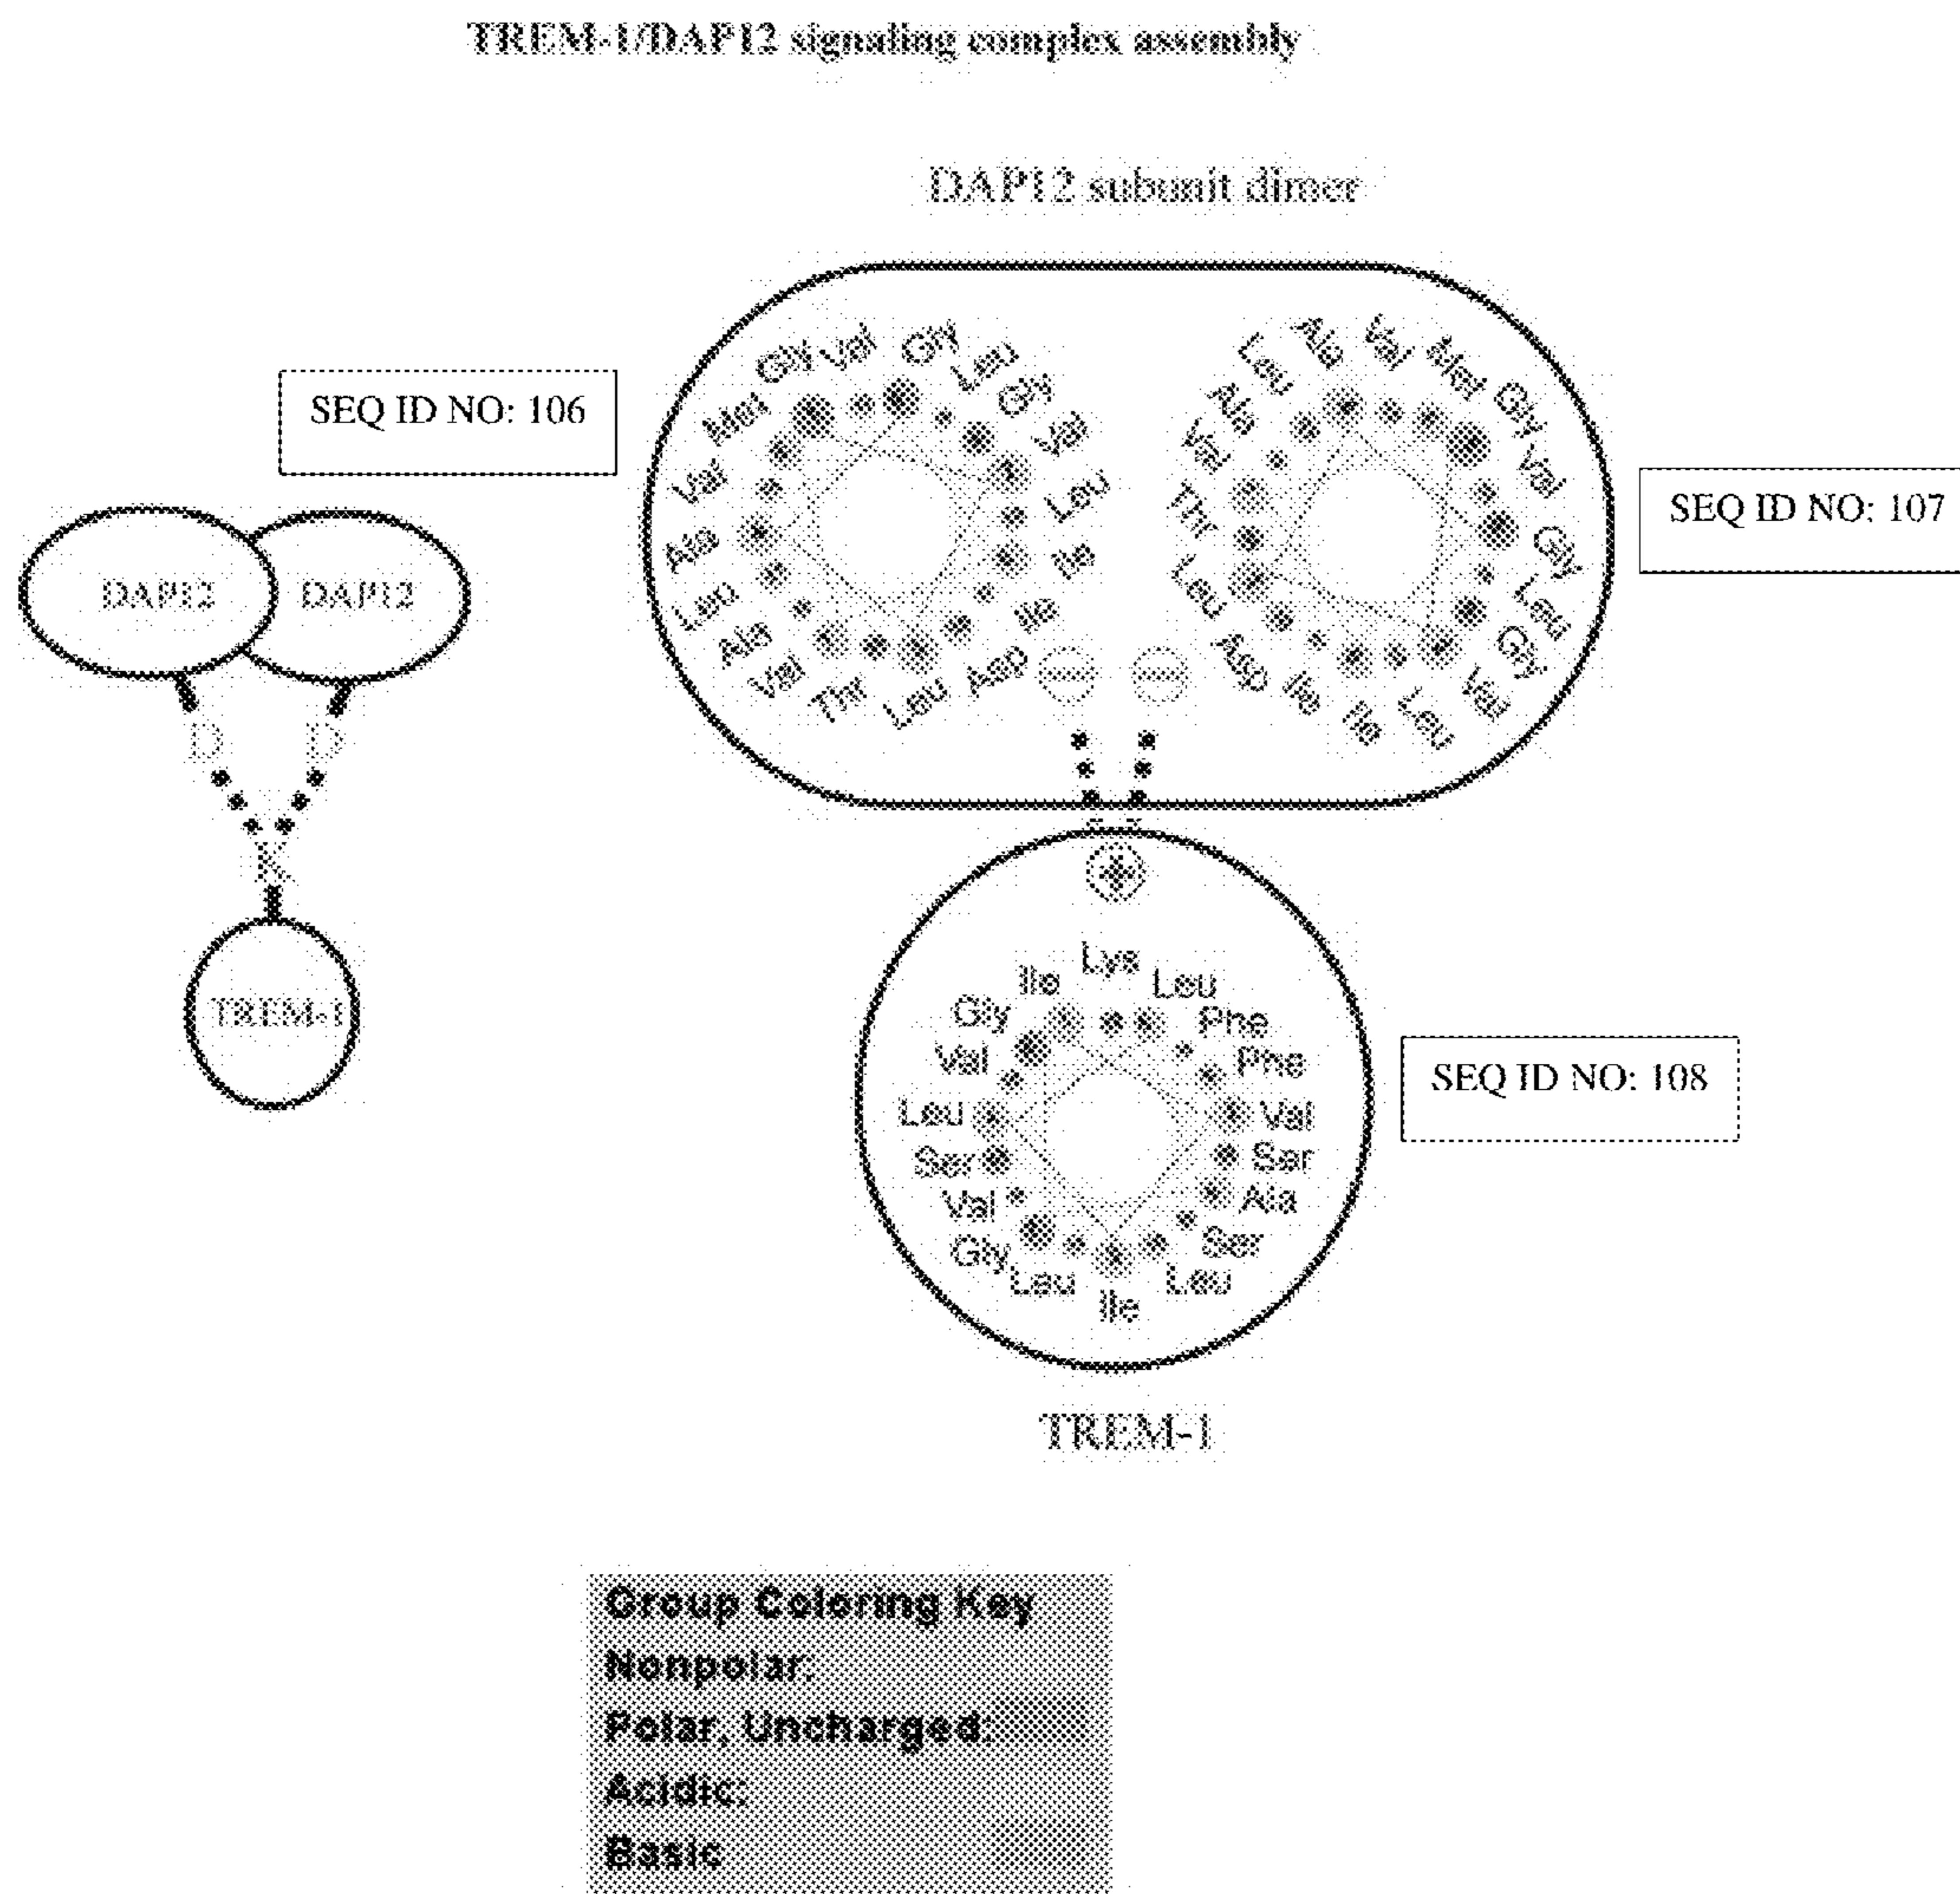 TREM-1/DAP12 signaling complex assembly
DAP12 subunit dimer
SEQ ID NO: 106
Gly
Val
Gly
Leu
Gly
Val
Leu
Ile
Ile
Asp
Leu
Thr
Val
Ala
Leu
Ala
Val
Met
Leu
Ala
Val
Met
Gly
Val
Gly
Leu
Gly
Val
Leu
Ile
Ile
Asp
Leu
Thr
Val
Ala
SEQ ID NO: 107
DAP12
DAP12
D
D
K
TREM-1
Lys
Leu
Phe
Phe
Val
Ser
Ala
Ser
Leu
Ile
Leu
Gly
Val
Ser
Leu
Val
Gly
Ile
SEQ ID NO: 108
TREM-1
Group Coloring Key
Nonpolar:
Polar, Uncharged:
Acidic:
Basic